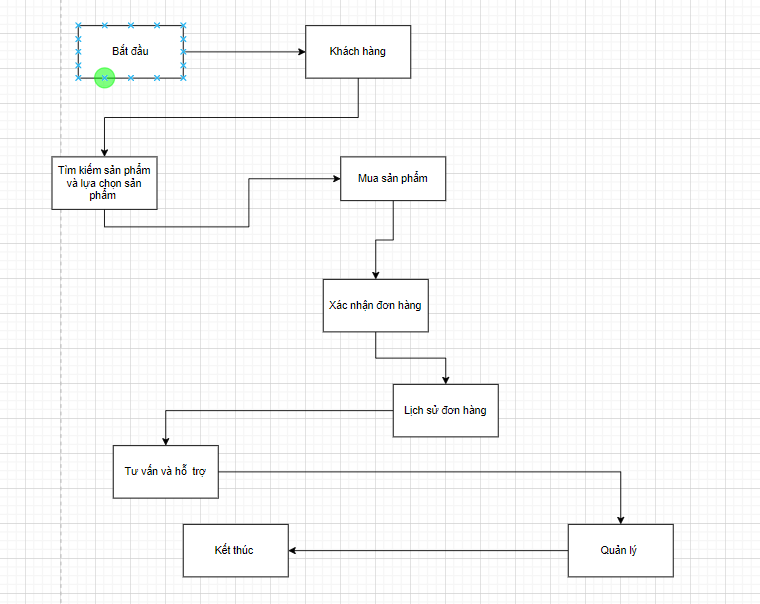 Bắt đầu
Khách hàng
Tìm kiếm sản phẩm
và lựa chọn sản
phẩm
Mua sản phẩm
Xác nhận đơn hàng
Lịch sử đơn hàng
Tư vấn và hỗ trợ
Kết thúc
Quản lý